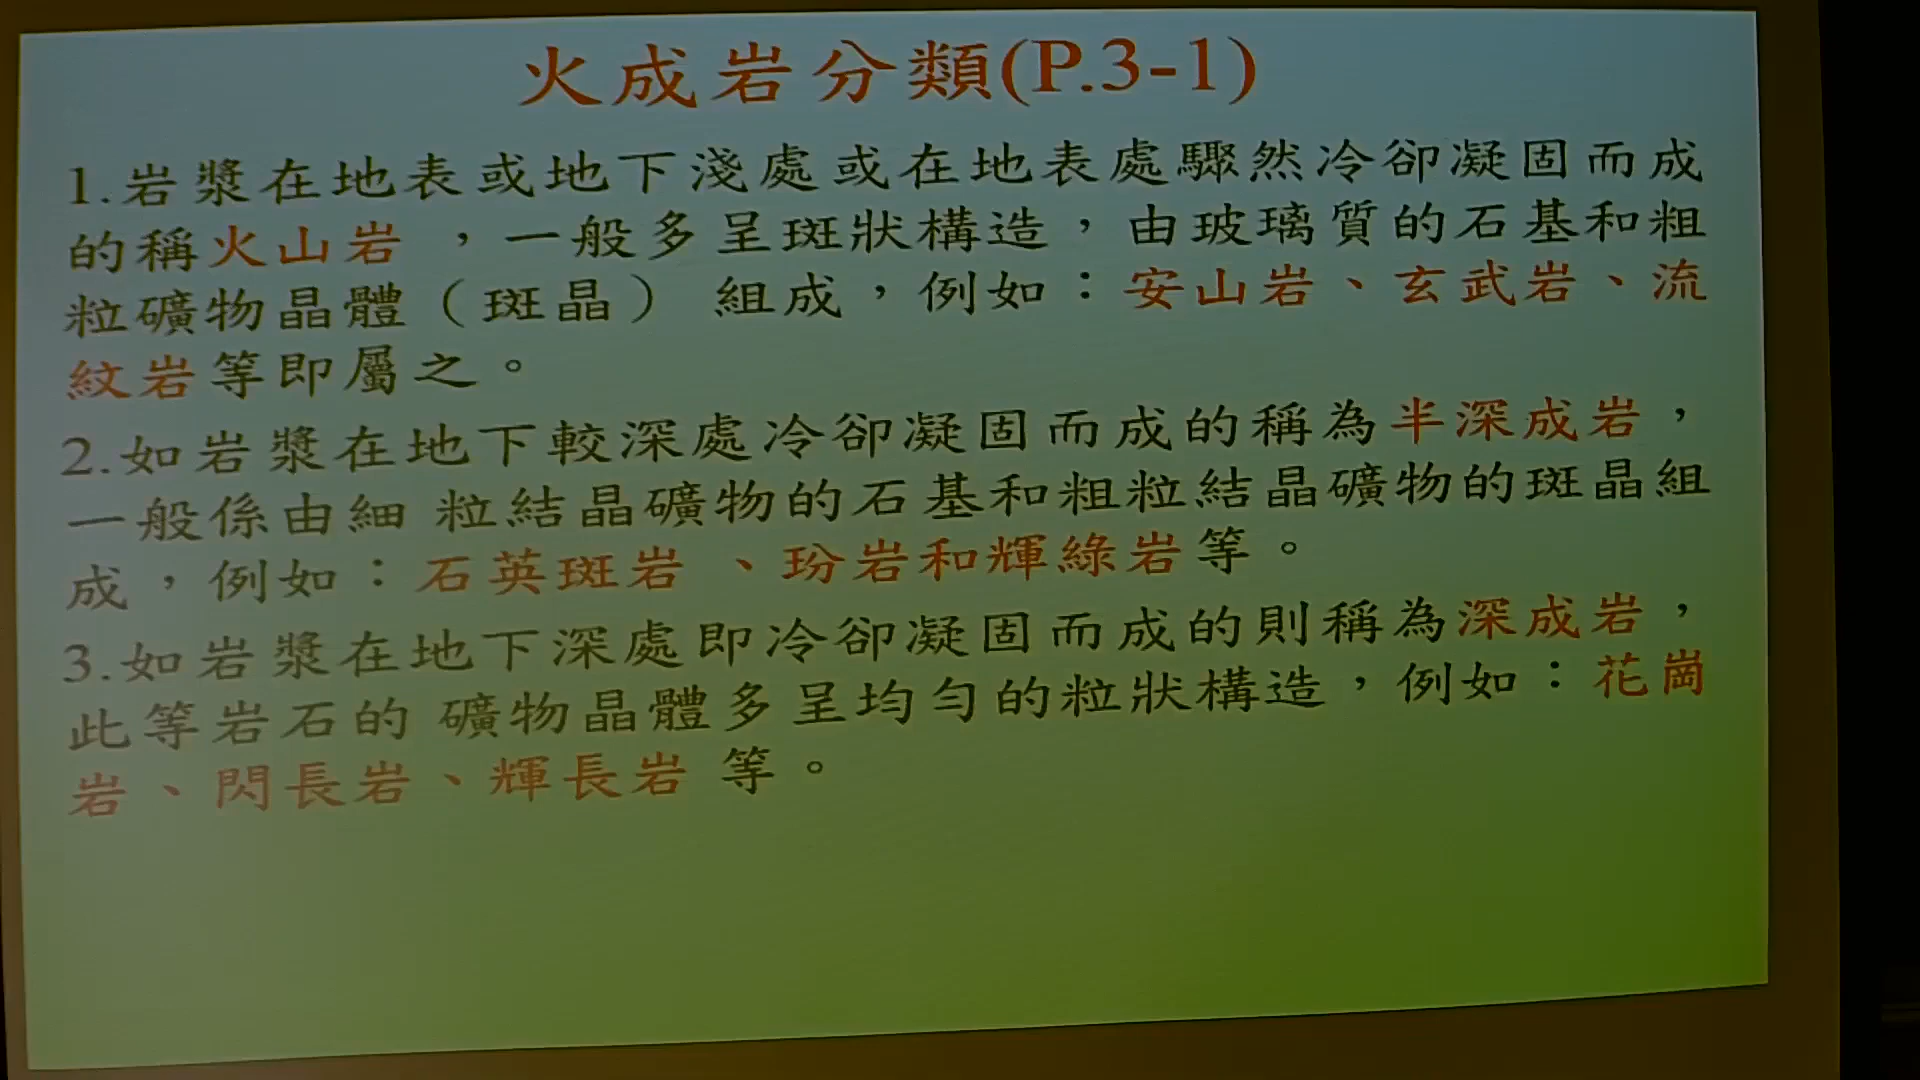 火成岩分類(P.3-1)
1.岩漿在地表或地下淺處或在地表處驟然冷卻凝固而成
的稱火山岩，一般多呈斑狀構造，由玻璃質的石基和粗
粒礦物晶體（斑晶） 組成，例如：安山岩、玄武岩、流
紋岩等即屬之。
2.如岩漿在地下較深處冷卻凝固而成的稱為半深成岩，
一般係由細 粒結晶礦物的石基和粗粒結晶礦物的斑晶組
成，例如：石英斑岩 、玢岩和輝綠岩等。
3.如岩漿在地下深處即冷卻凝固而成的則稱為深成岩，
此等岩石的 礦物晶體多呈均勻的粒狀構造，例如：花崗
岩、閃長岩、輝長岩 等。